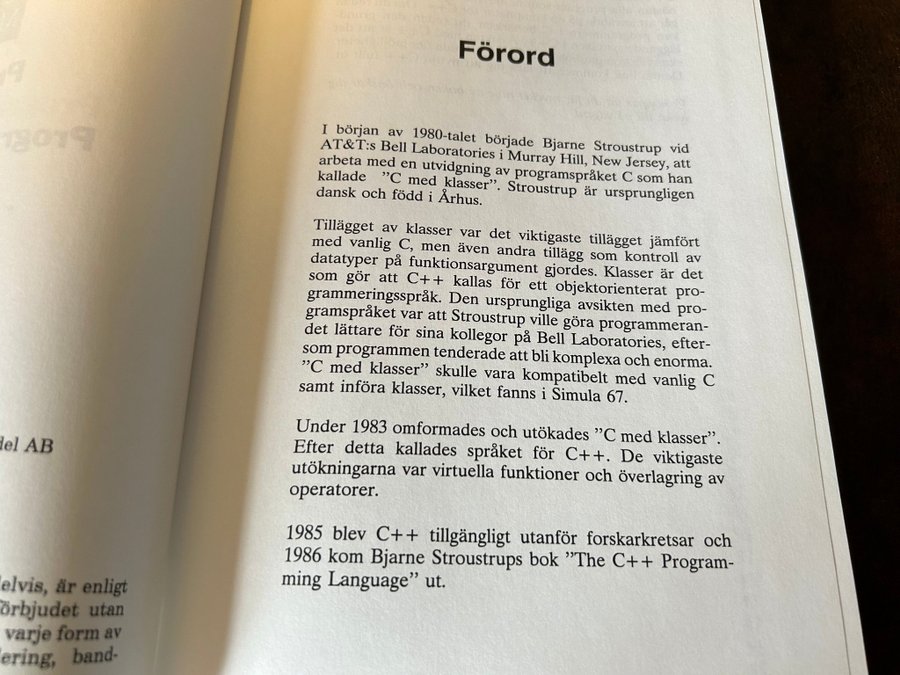 Förord
I början av 1980-talet började Bjarne Stroustrup vid
AT&T:s Bell Laboratories i Murray Hill, New Jersey, att
arbeta med en utvidgning av programspråket C som han
kallade ”C med klasser”. Stroustrup är ursprungligen
dansk och född i Århus.
Tillägget av klasser var det viktigaste tillägget jämfört
med vanlig C, men även andra tillägg som kontroll av
datatyper på funktionsargument gjordes. Klasser är det
som gör att C++ kallas för ett objektorienterat pro-
grammeringsspråk. Den ursprungliga avsikten med pro-
gramspråket var att Stroustrup ville göra programmeran-
det lättare för sina kollegor på Bell Laboratories, efter-
som programmen tenderade att bli komplexa och enorma.
”C med klasser” skulle vara kompatibelt med vanlig C
samt införa klasser, vilket fanns i Simula 67.
Under 1983 omformades och utökades ”C med klasser”.
Efter detta kallades språket för C++. De viktigaste
utökningarna var virtuella funktioner och överlagring av
operatorer.
1985 blev C++ tillgängligt utanför forskarkretsar och
1986 kom Bjarne Stroustrups bok ”The C++ Program-
ming Language” ut.
del AB
elvis, är enligt
förbjudet utan
varje form av
ering, band-